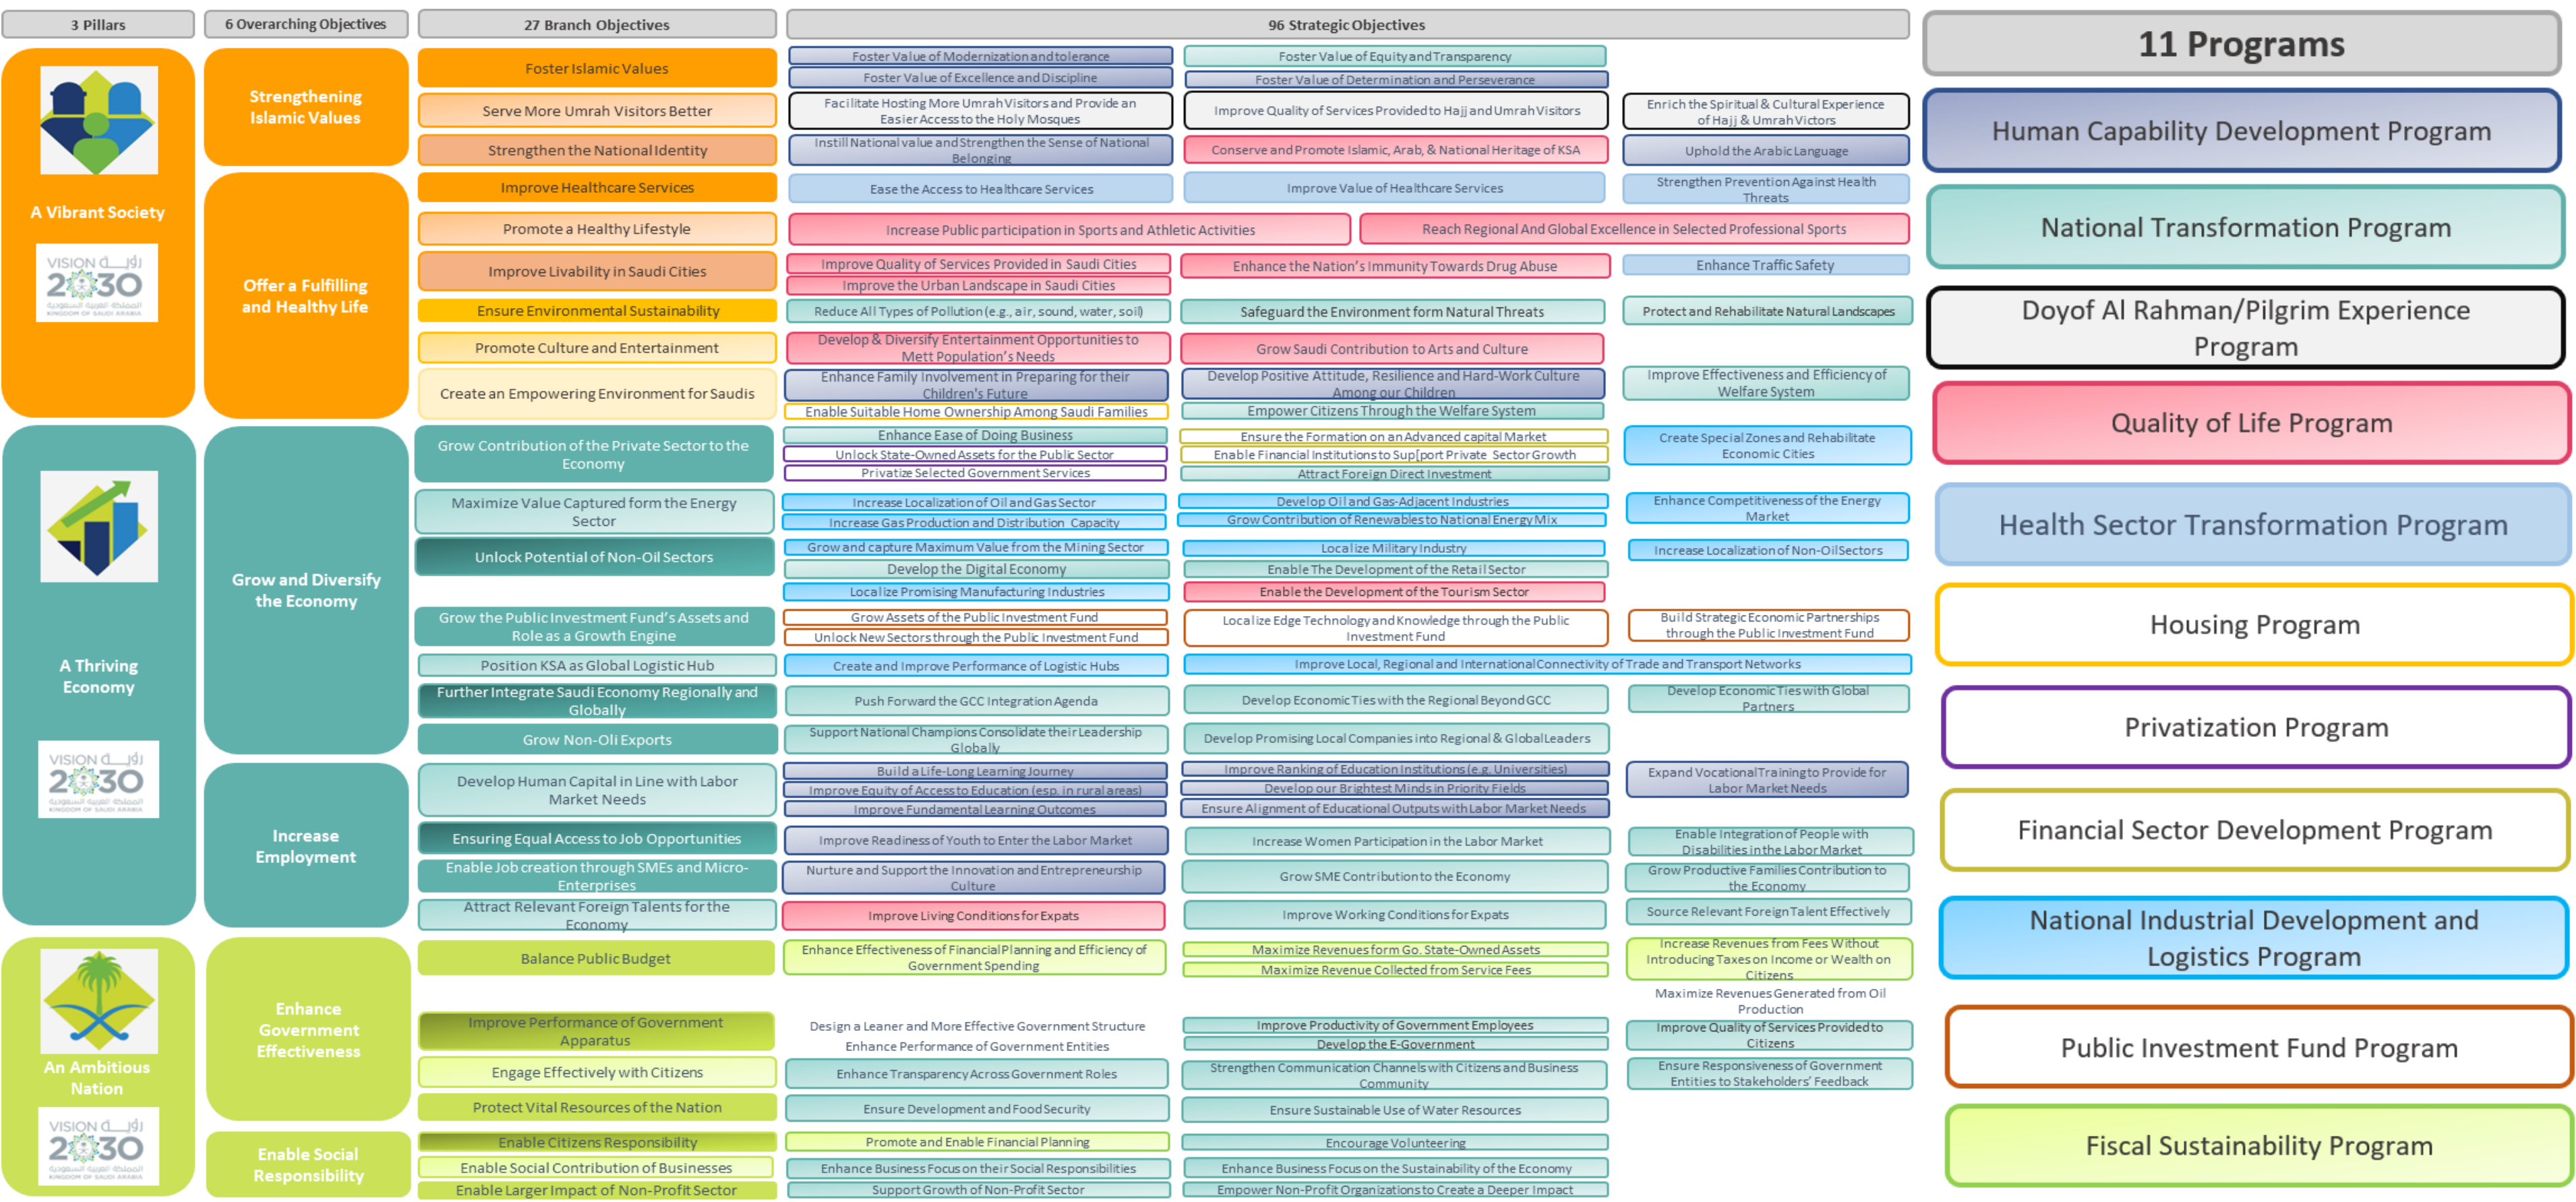 3 Pillars
6 Overarching Objectives
27 Branch Objectives
96 Strategic Objectives
11 Programs
A Vibrant Society
VISION رؤيــة
2030
المملكة العربية السعودية
KINGDOM OF SAUDI ARABIA
Strengthening
Islamic Values
Foster Islamic Values
Foster Value of Modernization and tolerance
Foster Value of Equity and Transparency
Foster Value of Excellence and Discipline
Foster Value of Determination and Perseverance
Serve More Umrah Visitors Better
Facilitate Hosting More Umrah Visitors and Provide an
Easier Access to the Holy Mosques
Improve Quality of Services Provided to Hajj and Umrah Visitors
Enrich the Spiritual & Cultural Experience
of Hajj & Umrah Victors
Strengthen the National Identity
Instill National value and Strengthen the Sense of National
Belonging
Conserve and Promote Islamic, Arab, & National Heritage of KSA
Uphold the Arabic Language
Offer a Fulfilling
and Healthy Life
Improve Healthcare Services
Ease the Access to Healthcare Services
Improve Value of Healthcare Services
Strengthen Prevention Against Health
Threats
Promote a Healthy Lifestyle
Increase Public participation in Sports and Athletic Activities
Reach Regional And Global Excellence in Selected Professional Sports
Improve Livability in Saudi Cities
Improve Quality of Services Provided in Saudi Cities
Improve the Urban Landscape in Saudi Cities
Enhance the Nation's Immunity Towards Drug Abuse
Enhance Traffic Safety
Ensure Environmental Sustainability
Reduce All Types of Pollution (e.g., air, sound, water, soil)
Safeguard the Environment form Natural Threats
Protect and Rehabilitate Natural Landscapes
Promote Culture and Entertainment
Develop & Diversify Entertainment Opportunities to
Mett Population's Needs
Grow Saudi Contribution to Arts and Culture
Create an Empowering Environment for Saudis
Enhance Family Involvement in Preparing for their
Children's Future
Develop Positive Attitude, Resilience and Hard-Work Culture
Among our Children
Improve Effectiveness and Efficiency of
Welfare System
Enable Suitable Home Ownership Among Saudi Families
Empower Citizens Through the Welfare System
A Thriving
Economy
VISION رؤيــة
2030
المملكة العربية السعودية
KINGDOM OF SAUDI ARABIA
Grow and Diversify
the Economy
Grow Contribution of the Private Sector to the
Economy
Enhance Ease of Doing Business
Ensure the Formation on an Advanced capital Market
Create Special Zones and Rehabilitate
Economic Cities
Unlock State-Owned Assets for the Public Sector
Enable Financial Institutions to Sup[port Private Sector Growth
Privatize Selected Government Services
Attract Foreign Direct Investment
Maximize Value Captured form the Energy
Sector
Increase Localization of Oil and Gas Sector
Develop Oil and Gas-Adjacent Industries
Enhance Competitiveness of the Energy
Market
Increase Gas Production and Distribution Capacity
Grow Contribution of Renewables to National Energy Mix
Unlock Potential of Non-Oil Sectors
Grow and capture Maximum Value from the Mining Sector
Localize Military Industry
Increase Localization of Non-Oil Sectors
Develop the Digital Economy
Enable The Development of the Retail Sector
Localize Promising Manufacturing Industries
Enable the Development of the Tourism Sector
Grow the Public Investment Fund's Assets and
Role as a Growth Engine
Grow Assets of the Public Investment Fund
Unlock New Sectors through the Public Investment Fund
Localize Edge Technology and Knowledge through the Public
Investment Fund
Build Strategic Economic Partnerships
through the Public Investment Fund
Position KSA as Global Logistic Hub
Create and Improve Performance of Logistic Hubs
Improve Local, Regional and International Connectivity of Trade and Transport Networks
Further Integrate Saudi Economy Regionally and
Globally
Push Forward the GCC Integration Agenda
Develop Economic Ties with the Regional Beyond GCC
Develop Economic Ties with Global
Partners
Grow Non-Oli Exports
Support National Champions Consolidate their Leadership
Globally
Develop Promising Local Companies into Regional & Global Leaders
Increase
Employment
Develop Human Capital in Line with Labor
Market Needs
Build a Life-Long Learning Journey
Improve Ranking of Education Institutions (e.g. Universities)
Expand Vocational Training to Provide for
Labor Market Needs
Improve Equity of Access to Education (esp. in rural areas)
Develop our Brightest Minds in Priority Fields
Improve Fundamental Learning Outcomes
Ensure Alignment of Educational Outputs with Labor Market Needs
Ensuring Equal Access to Job Opportunities
Improve Readiness of Youth to Enter the Labor Market
Increase Women Participation in the Labor Market
Enable Integration of People with
Disabilities in the Labor Market
Enable Job creation through SMEs and Micro-
Enterprises
Nurture and Support the Innovation and Entrepreneurship
Culture
Grow SME Contribution to the Economy
Grow Productive Families Contribution to
the Economy
Attract Relevant Foreign Talents for the
Economy
Improve Living Conditions for Expats
Improve Working Conditions for Expats
Source Relevant Foreign Talent Effectively
An Ambitious
Nation
VISION رؤيــة
2030
المملكة العربية السعودية
KINGDOM OF SAUDI ARABIA
Enhance
Government
Effectiveness
Balance Public Budget
Enhance Effectiveness of Financial Planning and Efficiency of
Government Spending
Maximize Revenues form Go. State-Owned Assets
Maximize Revenue Collected from Service Fees
Increase Revenues from Fees Without
Introducing Taxes on Income or Wealth on
Citizens
Maximize Revenues Generated from Oil
Production
Improve Performance of Government
Apparatus
Design a Leaner and More Effective Government Structure
Enhance Performance of Government Entities
Improve Productivity of Government Employees
Develop the E-Government
Improve Quality of Services Provided to
Citizens
Engage Effectively with Citizens
Enhance Transparency Across Government Roles
Strengthen Communication Channels with Citizens and Business
Community
Ensure Responsiveness of Government
Entities to Stakeholders' Feedback
Protect Vital Resources of the Nation
Ensure Development and Food Security
Ensure Sustainable Use of Water Resources
Enable Social
Responsibility
Enable Citizens Responsibility
Promote and Enable Financial Planning
Encourage Volunteering
Enable Social Contribution of Businesses
Enhance Business Focus on their Social Responsibilities
Enhance Business Focus on the Sustainability of the Economy
Enable Larger Impact of Non-Profit Sector
Support Growth of Non-Profit Sector
Empower Non-Profit Organizations to Create a Deeper Impact
Human Capability Development Program
National Transformation Program
Doyof Al Rahman/Pilgrim Experience
Program
Quality of Life Program
Health Sector Transformation Program
Housing Program
Privatization Program
Financial Sector Development Program
National Industrial Development and
Logistics Program
Public Investment Fund Program
Fiscal Sustainability Program